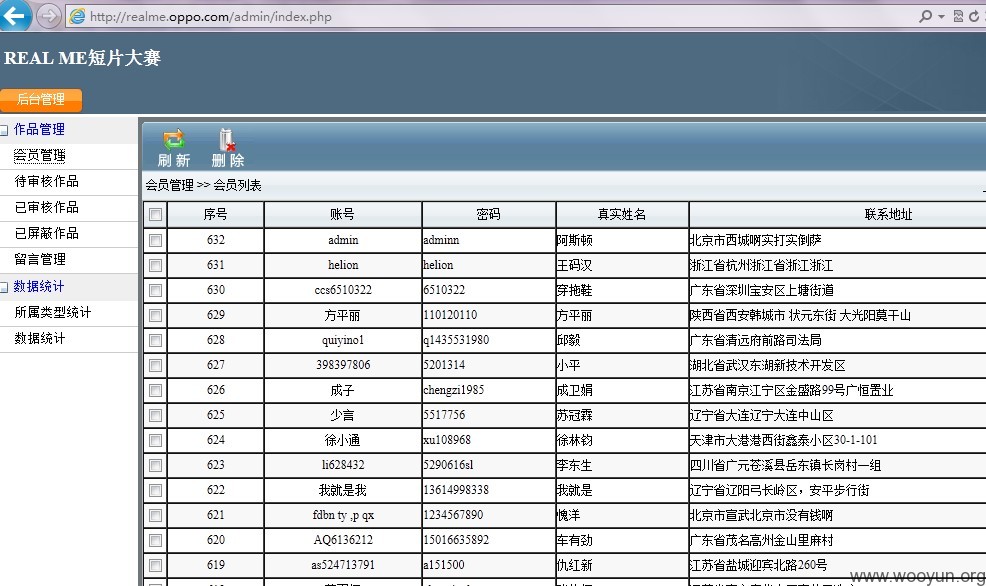 http://realme.oppo.com/admin/index.php
REAL ME短片大赛
后台管理
作品管理
会员管理
待审核作品
已审核作品
已屏蔽作品
留言管理
数据统计
所属类型统计
数据统计
刷新 删除
会员管理 >> 会员列表
序号 账号 密码 真实姓名 联系地址
632 admin adminn 阿斯顿 北京市西城啊实打实倒萨
631 helion helion 王码汉 浙江省杭州浙江省浙江浙江
630 ccs6510322 6510322 穿拖鞋 广东省深圳宝安区上塘街道
629 方平丽 110120110 方平丽 陕西省西安韩城市 状元东街 大光阳莫干山
628 quiyino1 q1435531980 邱毅 广东省清远府前路司法局
627 398397806 5201314 小平 湖北省武汉东湖新技术开发区
626 成子 chengzi1985 成卫娟 江苏省南京江宁区金盛路99号广恒置业
625 少言 5517756 苏冠霖 辽宁省大连辽宁大连中山区
624 徐小通 xu108968 徐林钧 天津市大港港西街鑫泰小区30-1-101
623 li628432 5290616sl 李东生 四川省广元苍溪县岳东镇长岗村一组
622 我就是我 13614998338 我就是 辽宁省辽阳弓长岭区，安平步行街
621 fdbn ty ,p qx 1234567890 愧洋 北京市宣武北京市没有钱啊
620 AQ6136212 15016635892 车有劲 广东省茂名高州金山里麻村
619 as524713791 a151500 仇红新 江苏省盐城迎宾北路260号
www.wooyun.org